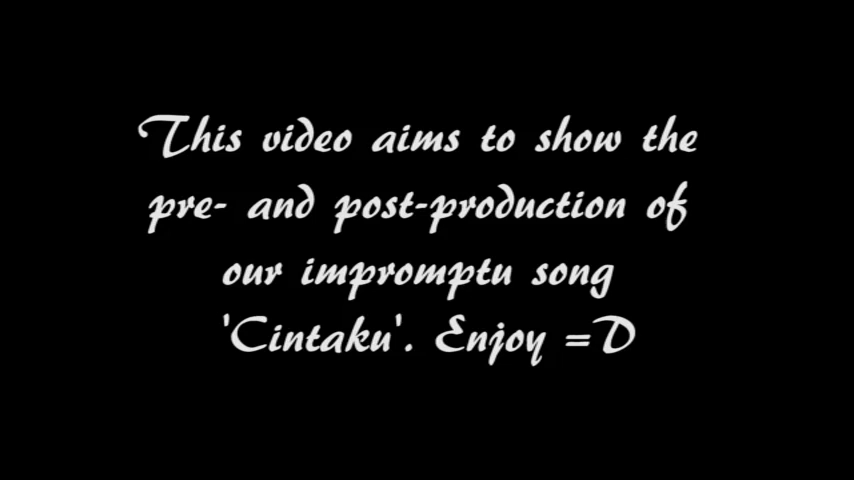 This video aims to show the
pre- and post-production of
our impromptu song
'Cintaku'. Enjoy =D